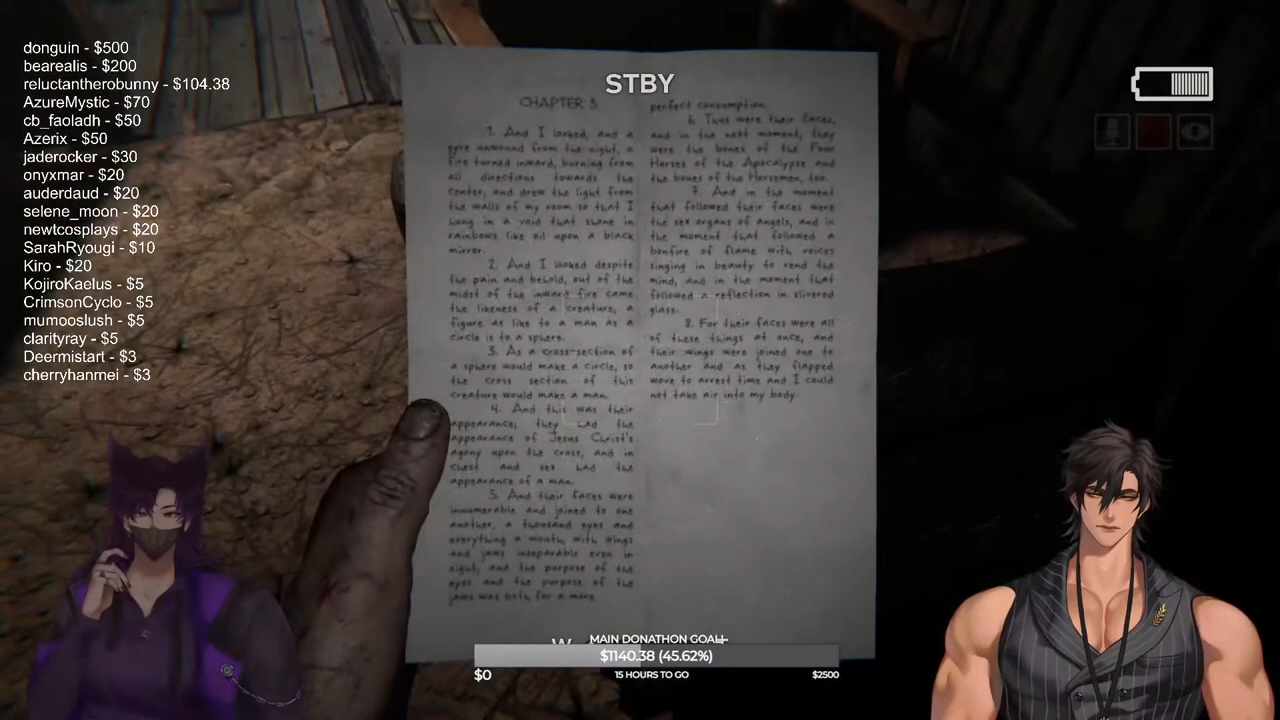 donguin - $500
bearealis - $200
reluctantherobunny - $104.38
AzureMystic - $70
cb_faoladh - $50
Azerix - $50
jaderocker - $30
onyxmar - $20
auderdaud - $20
selene_moon - $20
newtcosplays - $20
SarahRyougi - $10
Kiro - $20
KojiroKaelus - $5
CrimsonCyclo - $5
mumooslush - $5
clarityray - $5
Deermistart - $3
cherryhanmei - $3
STBY
CHAPTER 5
1. And I looked, and a
eyes unwound from the night, a
fire turned inward, burning from
all directions towards the
center, and drew the light from
the walls of my room so that I
hung in a void that shone in
rainbows like oil upon a black
mirror.
2. And I looked despite
the pain and behold, out of the
midst of the inward fire came
the likeness of a creature, a
figure as like to a man as a
circle is to a sphere.
3. As a cross-section of
a sphere would make a circle, so
the cross section of this
creature would make a man.
4. And this was their
appearance; they had the
appearance of Jesus Christ's
agony upon the cross, and in
chest and sex had the
appearance of a man.
5. And their faces were
innumerable and joined to one
another, a thousand eyes and
everything a mouth, with wings
and jaws inseparable even in
sight, and the purpose of the
eyes and the purpose of the
jaws was both for a more
perfect consumption.
6. Thus were their faces,
and in the next moment, they
were the bones of the Four
Horses of the Apocalypse and
the bones of the Horsemen, too.
7. And in the moment
that followed their faces were
the sex organs of angels, and in
the moment that followed a
bonfire of flame with voices
singing in beauty to rend the
mind, and in the moment that
followed a reflection in slivered
glass.
8. For their faces were all
of these things at once, and
their wings were joined one to
another and as they flapped
wove to arrest time and I could
not take air into my body.
MAIN DONATHON GOAL
$1140.38 (45.62%)
$0
15 HOURS TO GO
$2500